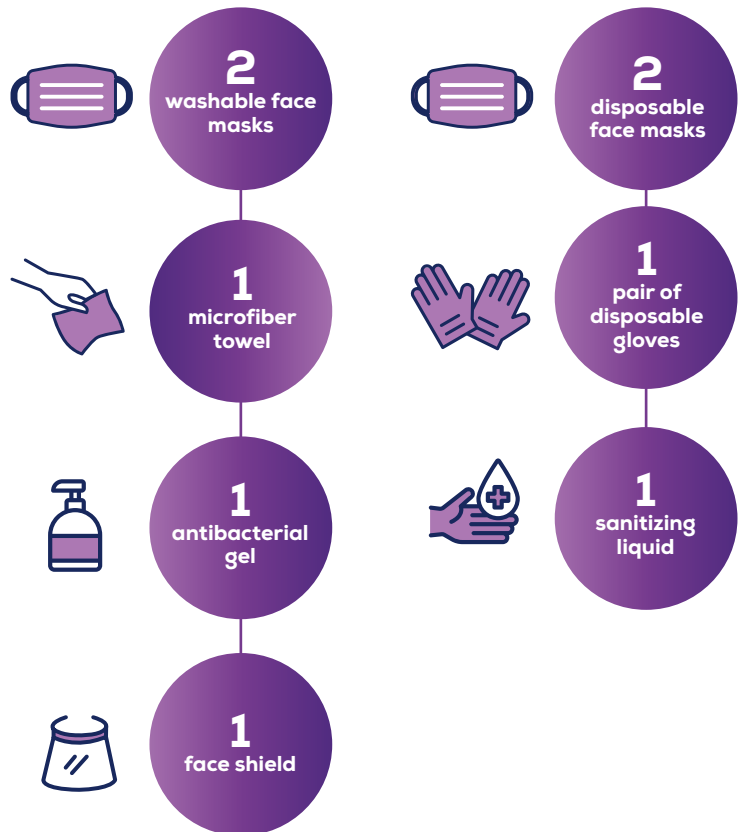 2
washable face
masks
1
microfiber
towel
1
antibacterial
gel
1
face shield
2
disposable
face masks
1
pair of
disposable
gloves
1
sanitizing
liquid